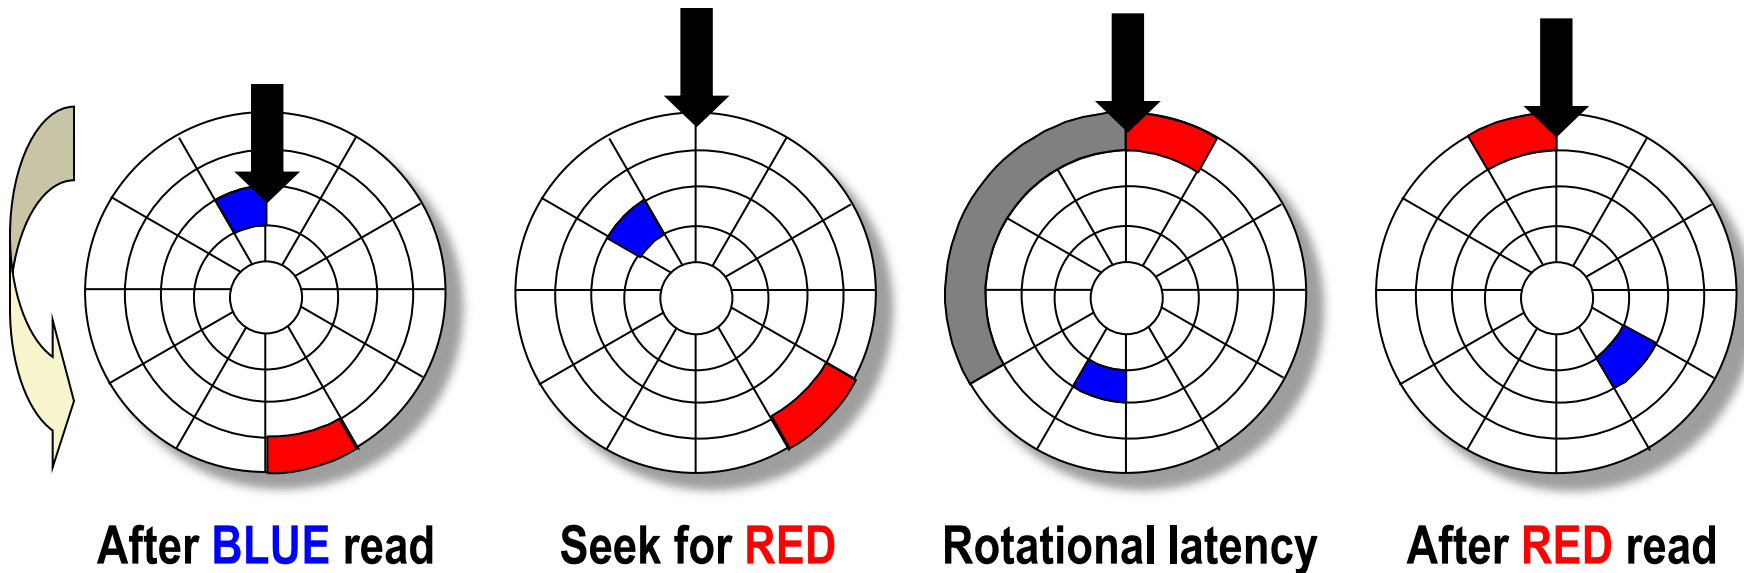 After BLUE read
Seek for RED
Rotational latency
After RED read